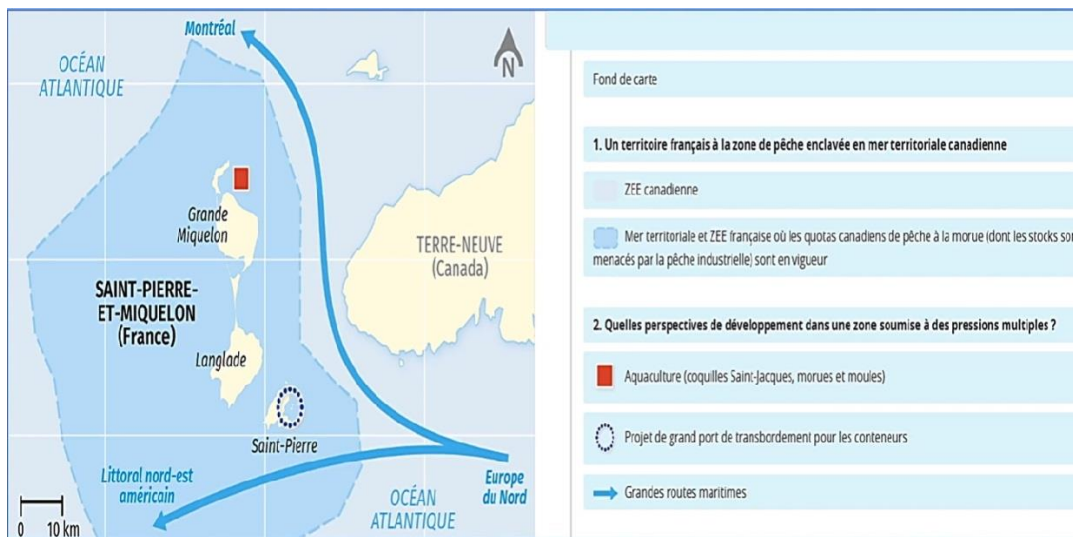 Montréal
OCÉAN
ATLANTIQUE
N
Grande
Miquelon
TERRE-NEUVE
(Canada)
SAINT-PIERRE-
ET-MIQUELON
(France)
Langlade
Saint-Pierre
Littoral nord-est
américain
Europe
du Nord
OCÉAN
ATLANTIQUE
0 10 km
Fond de carte
1. Un territoire français à la zone de pêche enclavée en mer territoriale canadienne
ZEE canadienne
Mer territoriale et ZEE française où les quotas canadiens de pêche à la morue (dont les stocks so
menacés par la pêche industrielle) sont en vigueur
2. Quelles perspectives de développement dans une zone soumise à des pressions multiples ?
Aquaculture (coquilles Saint-Jacques, morues et moules)
Projet de grand port de transbordement pour les conteneurs
Grandes routes maritimes